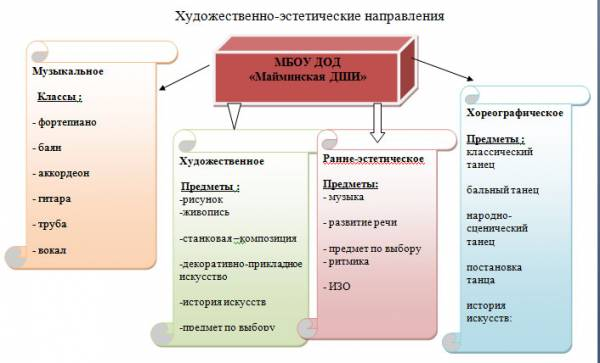 Художественно-эстетические направления
МБОУ ДОД
«Майминская ДШИ»
Музыкальное
Классы :
- фортепиано
- баян
- аккордеон
- гитара
- труба
- вокал
Художественное
Предметы :
-рисунок
-живопись
-станковая –композиция
-декоративно-прикладное
искусство
-история искусств
-предмет по выбору
Ранне-эстетическое
Предметы:
- музыка
- развитие речи
- предмет по выбору
- ритмика
- ИЗО
Хореографическое
Предметы :
классический
танец
бальный танец
народно-
сценический
танец
постановка
танца
история
искусств: